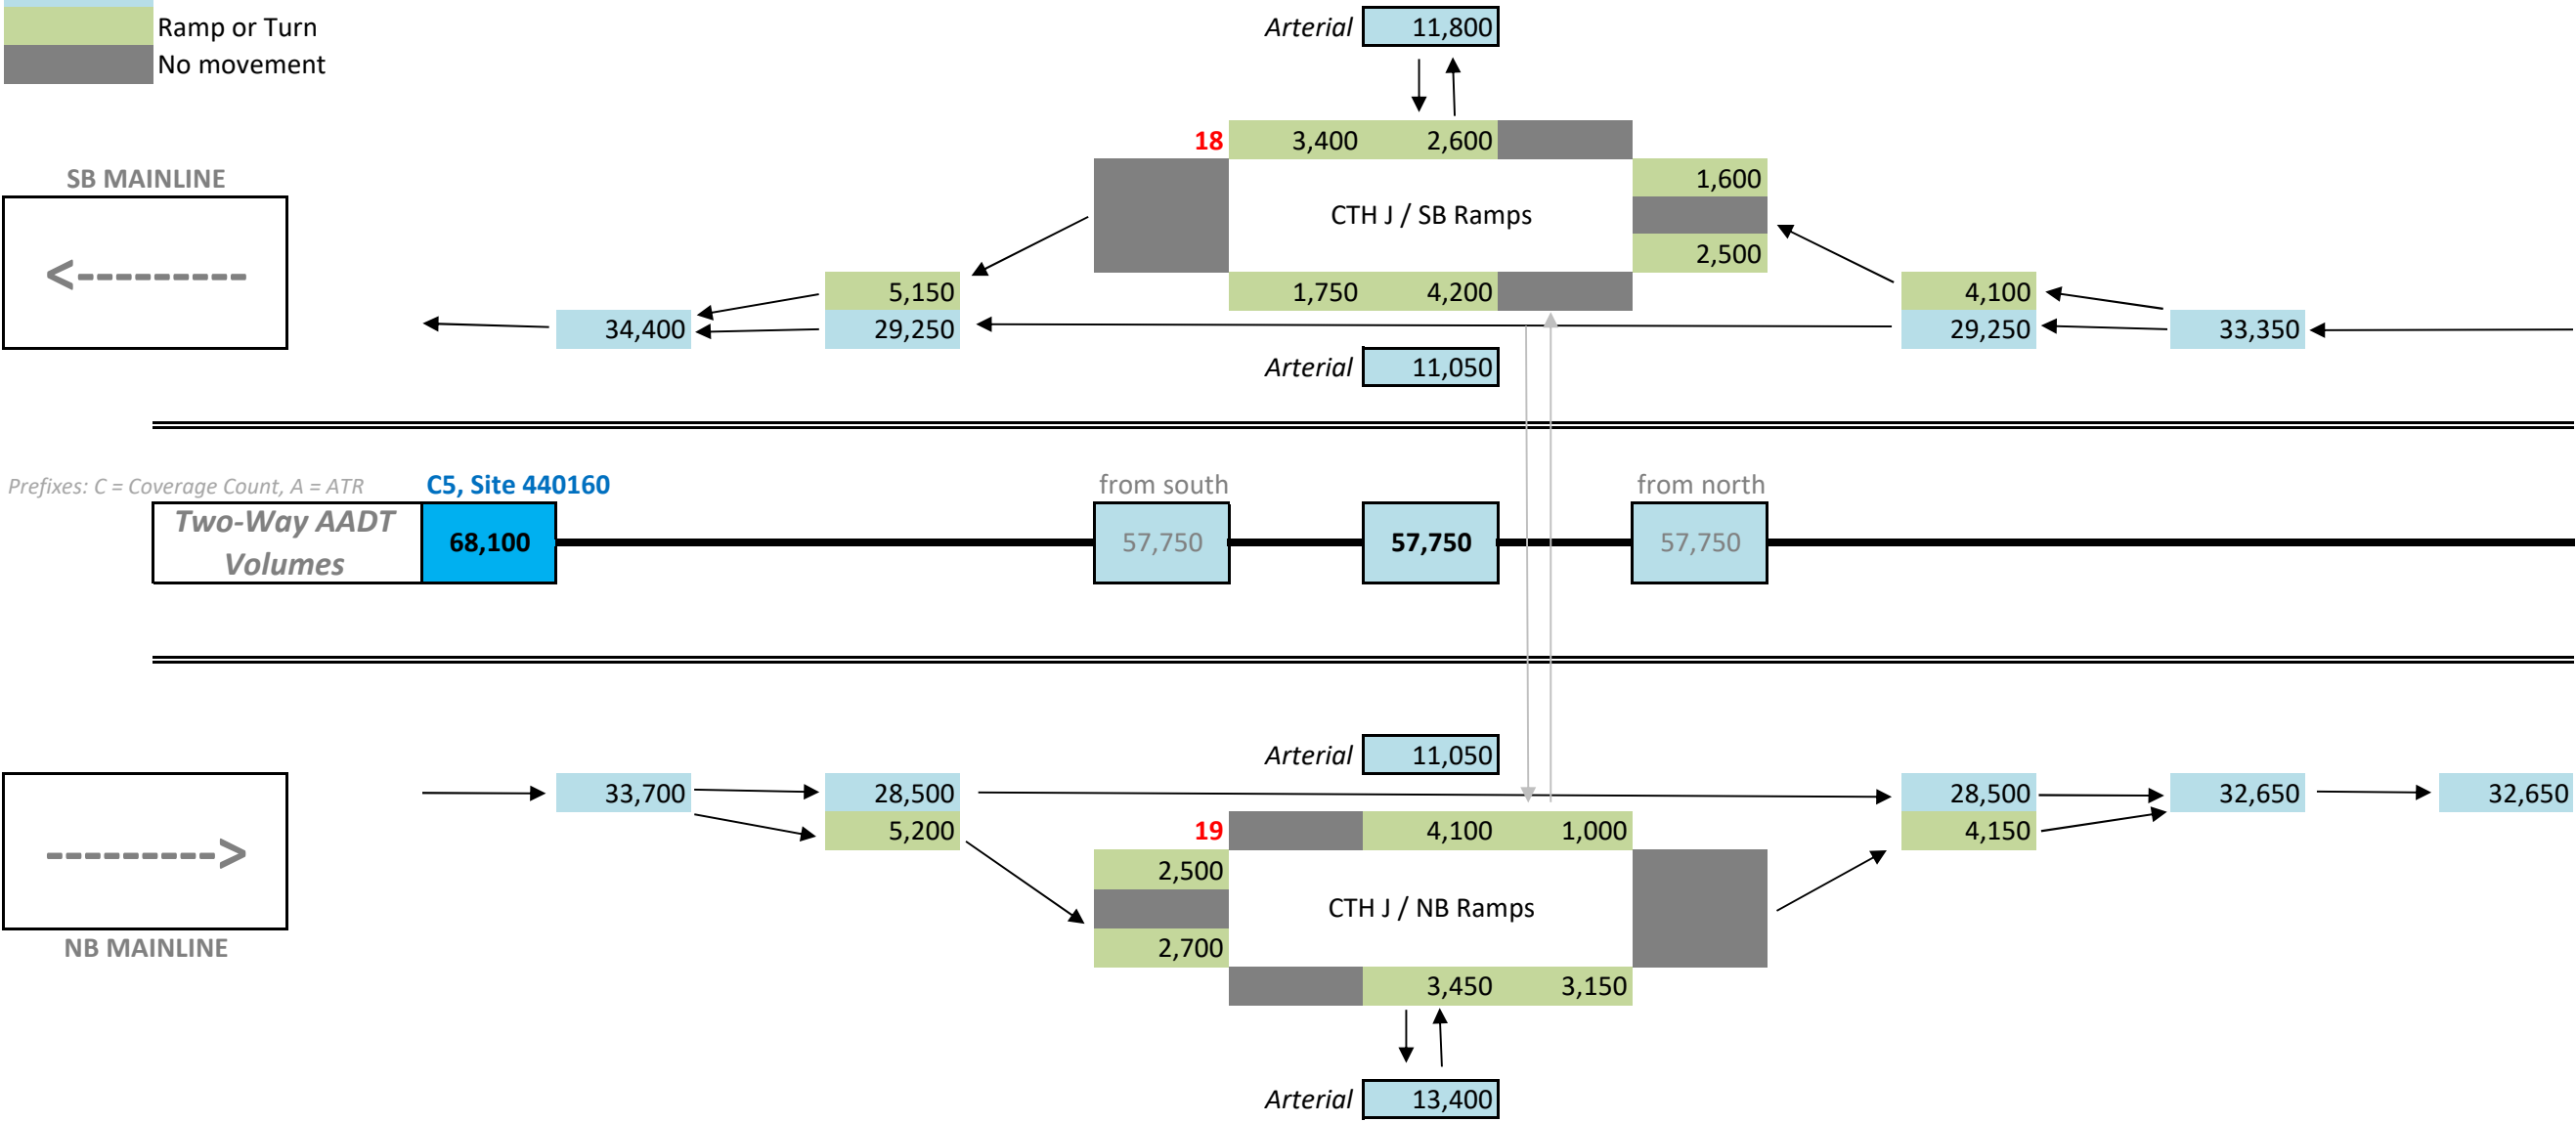 Ramp or Turn
No movement
Arterial 11,800
18 3,400 2,600
SB MAINLINE
1,600
CTH J / SB Ramps
2,500
<---------
5,150 1,750 4,200 4,100
34,400 29,250 29,250 33,350
Arterial 11,050
Prefixes: C = Coverage Count, A = ATR C5, Site 440160 from south from north
Two-Way AADT
Volumes
68,100 57,750 57,750 57,750
Arterial 11,050
33,700 28,500 28,500 32,650 32,650
5,200 19 4,100 1,000 4,150
--------->
2,500
CTH J / NB Ramps
NB MAINLINE
2,700
3,450 3,150
Arterial 13,400